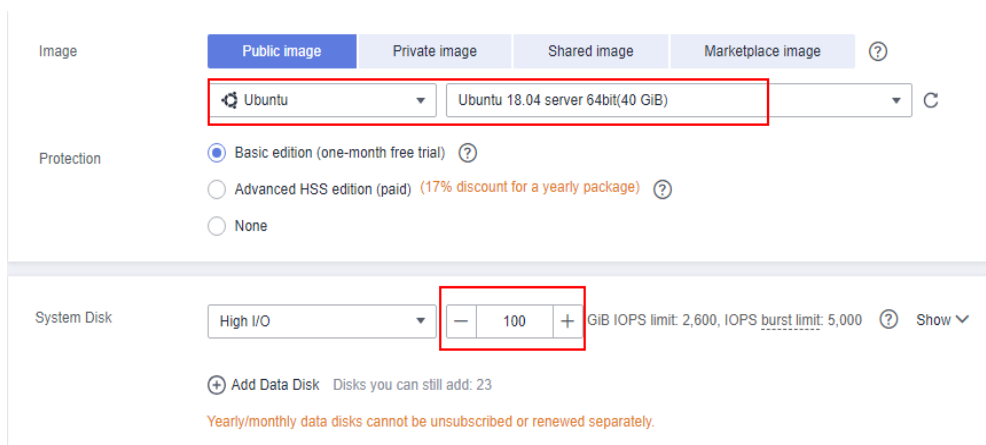 Image Public image Private image Shared image Marketplace image ?
Ubuntu Ubuntu 18.04 server 64bit(40 GiB)
Protection Basic edition (one-month free trial) ?
Advanced HSS edition (paid) (17% discount for a yearly package) ?
None
System Disk High I/O — 100 + GiB IOPS limit: 2,600, IOPS burst limit: 5,000 ? Show
+ Add Data Disk Disks you can still add: 23
Yearly/monthly data disks cannot be unsubscribed or renewed separately.